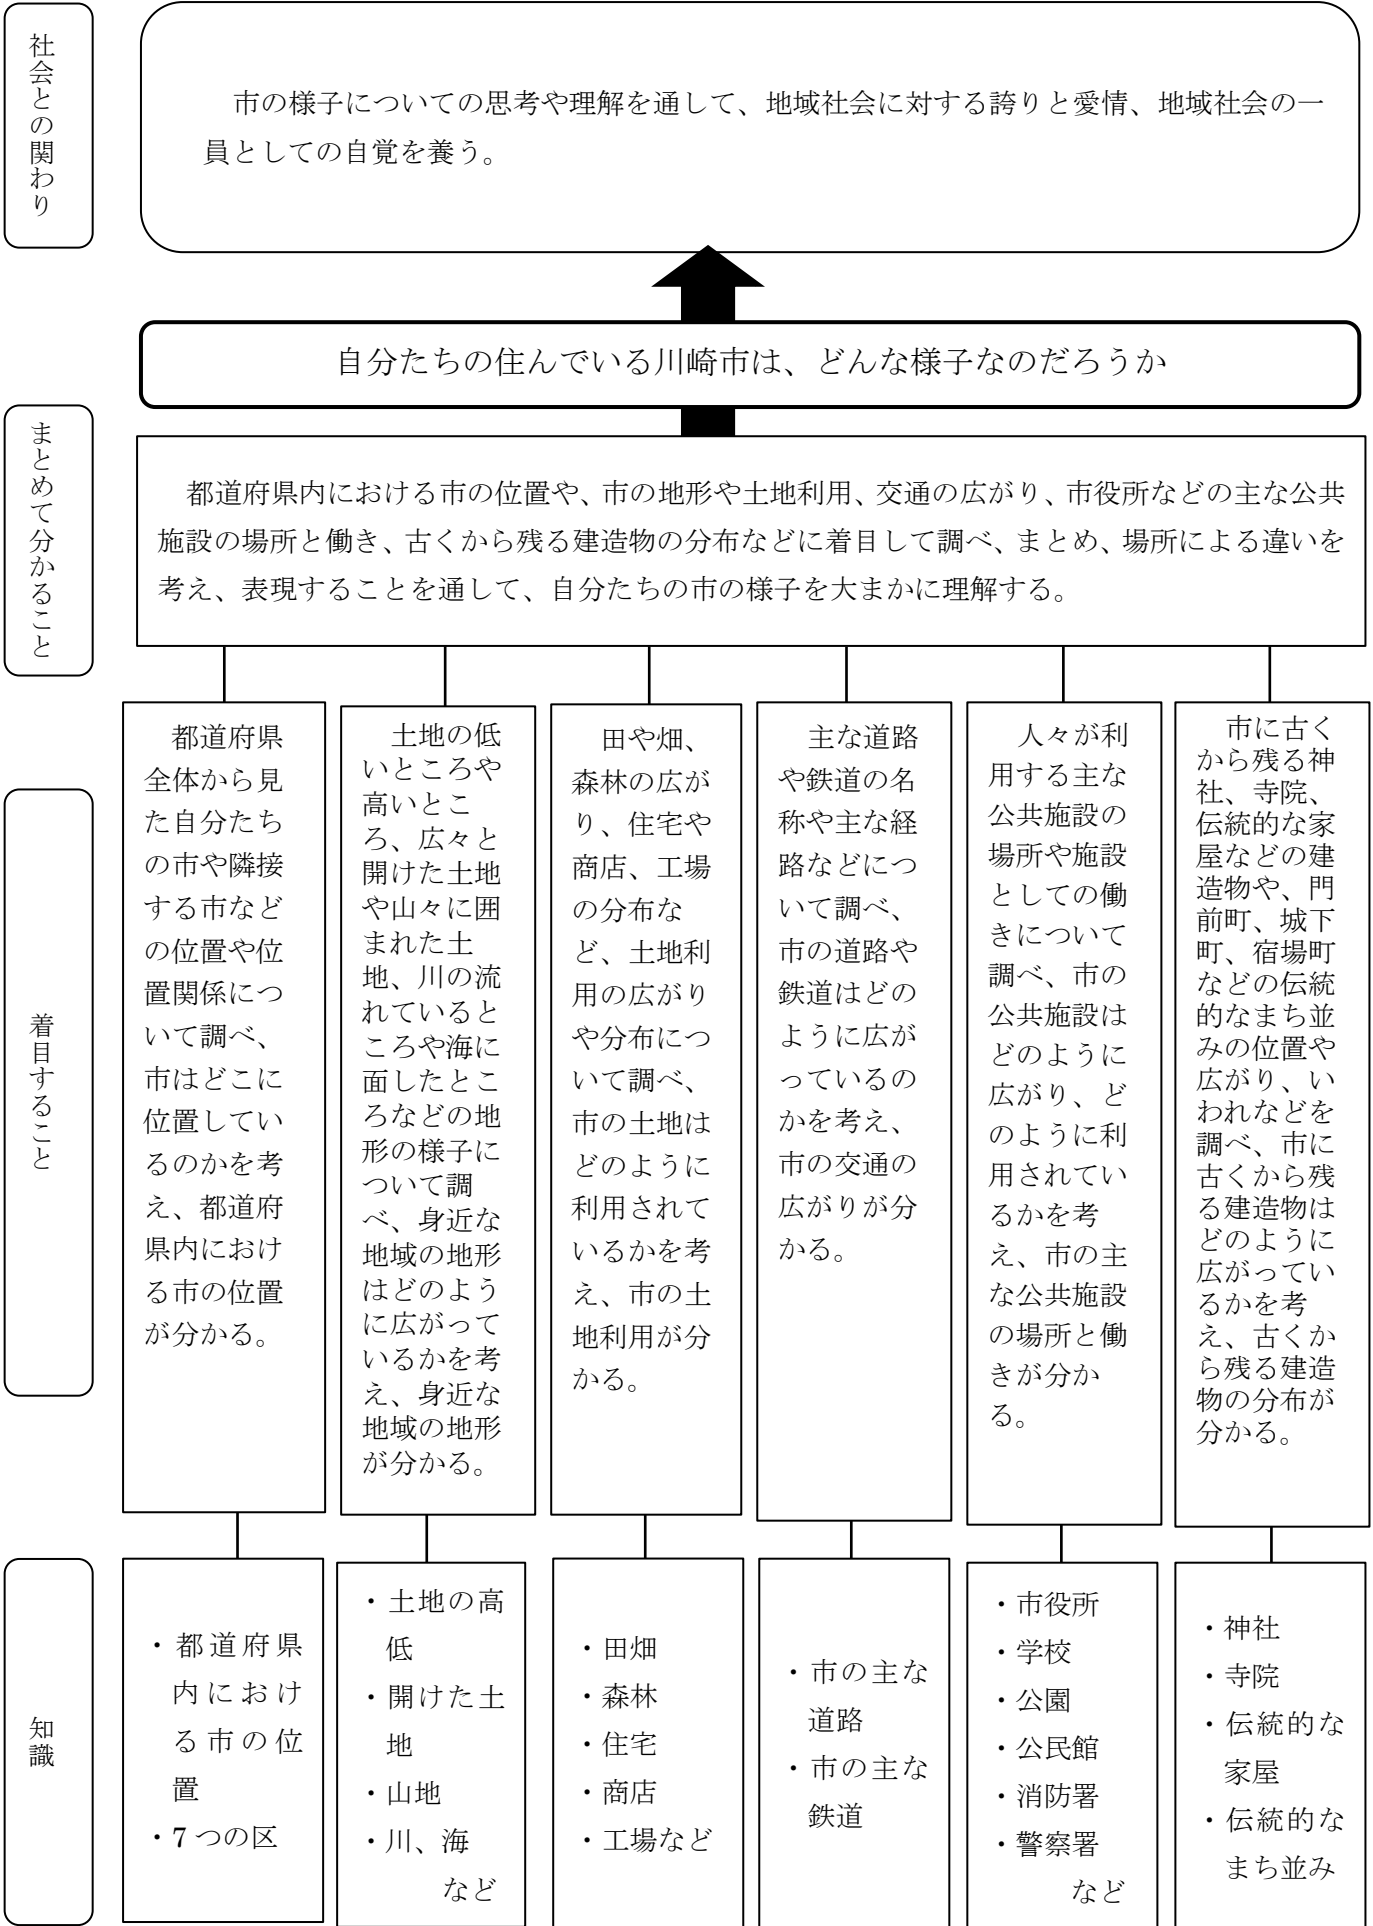 社会との関わり
市の様子についての思考や理解を通して、地域社会に対する誇りと愛情、地域社会の一
員としての自覚を養う。
自分たちの住んでいる川崎市は、どんな様子なのだろうか
まとめて分かること
都道府県内における市の位置や、市の地形や土地利用、交通の広がり、市役所などの主な公共
施設の場所と働き、古くから残る建造物の分布などに着目して調べ、まとめ、場所による違いを
考え、表現することを通して、自分たちの市の様子を大まかに理解する。
着目すること
都道府県
全体から見
た自分たち
の市や隣接
する市など
の位置や位
置関係につ
いて調べ、
市はどこに
位置してい
るのかを考
え、都道府
県内におけ
る市の位置
が分かる。
土地の低
いところや
高いとこ
ろ、広々と
開けた土地
や山々に囲
まれた土
地、川の流
れていると
ころや海に
面したとこ
ろなどの地
形の様子に
ついて調
べ、身近な
地域の地形
はどのよう
に広がって
いるかを考
え、身近な
地域の地形
が分かる。
田や畑、
森林の広が
り、住宅や
商店、工場
の分布な
ど、土地利
用の広がり
や分布につ
いて調べ、
市の土地は
どのように
利用されて
いるかを考
え、市の土
地利用が分
かる。
主な道路
や鉄道の名
称や主な経
路などにつ
いて調べ、
市の道路や
鉄道はどの
ように広が
っているの
かを考え、
市の交通の
広がりが分
かる。
人々が利
用する主な
公共施設の
場所や施設
としての働
きについて
調べ、市の
公共施設は
どのように
広がり、ど
のように利
用されてい
るかを考
え、市の主
な公共施設
の場所と働
きが分か
る。
市に古く
から残る神
社、寺院、
伝統的な家
屋などの建
造物や、門
前町、城下
町、宿場町
などの伝統
的なまち並
みの位置や
広がり、い
われなどを
調べ、市に
古くから残
る建造物は
どのように
広がってい
るかを考
え、古くか
ら残る建造
物の分布が
分かる。
知識
・都道府県
内におけ
る市の位
置
・7つの区
・土地の高
低
・開けた土
地
・山地
・川、海
など
・田畑
・森林
・住宅
・商店
・工場など
・市の主な
道路
・市の主な
鉄道
・市役所
・学校
・公園
・公民館
・消防署
・警察署
など
・神社
・寺院
・伝統的な
家屋
・伝統的な
まち並み